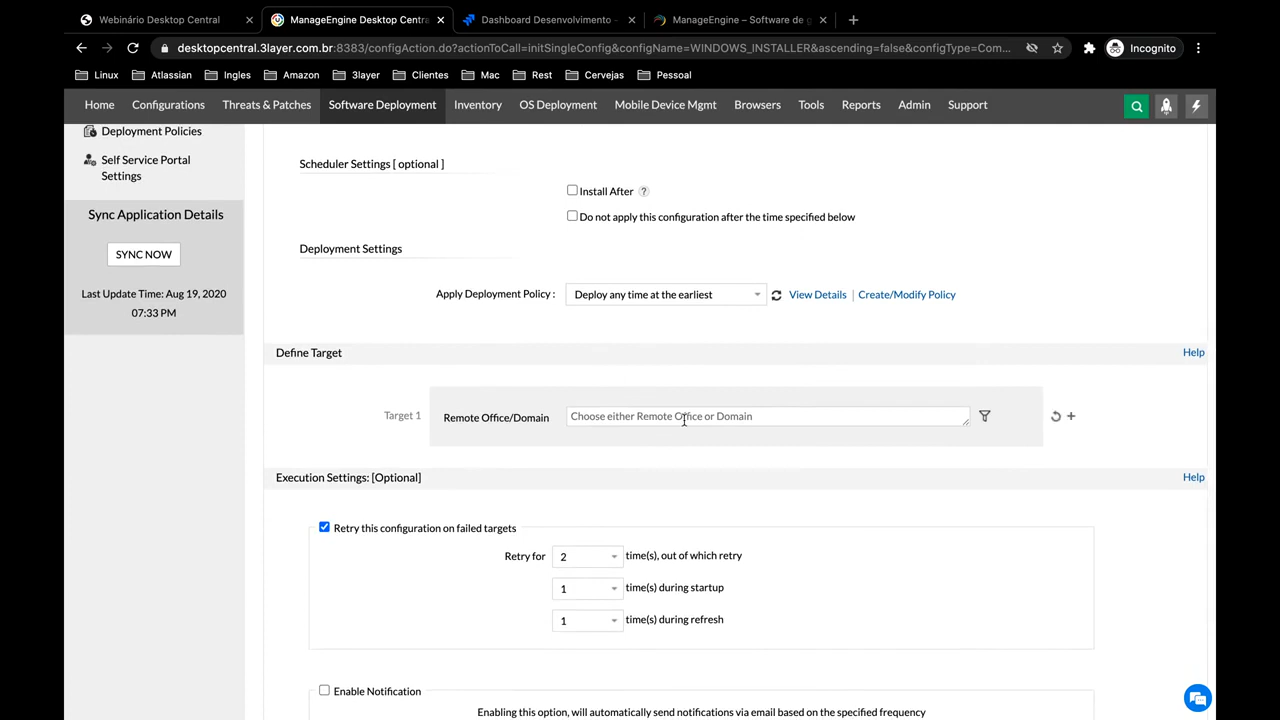 Webinário Desktop Central
ManageEngine Desktop Centra
Dashboard Desenvolvimento -
ManageEngine – Software de g
desktopcentral.3layer.com.br:8383/configAction.do?actionToCall=initSingleConfig&configName=WINDOWS_INSTALLER&ascending=false&configType=Com...
Incognito
Linux
Atlassian
Ingles
Amazon
3layer
Clientes
Mac
Rest
Cervejas
Pessoal
Home
Configurations
Threats & Patches
Software Deployment
Inventory
OS Deployment
Mobile Device Mgmt
Browsers
Tools
Reports
Admin
Support
Deployment Policies
Self Service Portal
Settings
Sync Application Details
SYNC NOW
Last Update Time: Aug 19, 2020
07:33 PM
Scheduler Settings [ optional ]
Install After ?
Do not apply this configuration after the time specified below
Deployment Settings
Apply Deployment Policy : Deploy any time at the earliest View Details | Create/Modify Policy
Define Target Help
Target 1 Remote Office/Domain Choose either Remote Office or Domain
Execution Settings: [Optional] Help
Retry this configuration on failed targets
Retry for 2 time(s), out of which retry
1 time(s) during startup
1 time(s) during refresh
Enable Notification
Enabling this option, will automatically send notifications via email based on the specified frequency